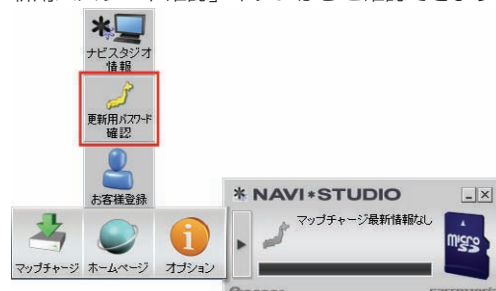 ナビスタジオ
情報
更新用パスワード
確認
お客様登録
マップチャージ
ホームページ
オプション
NAVI*STUDIO
マップチャージ最新情報なし
micro
SD